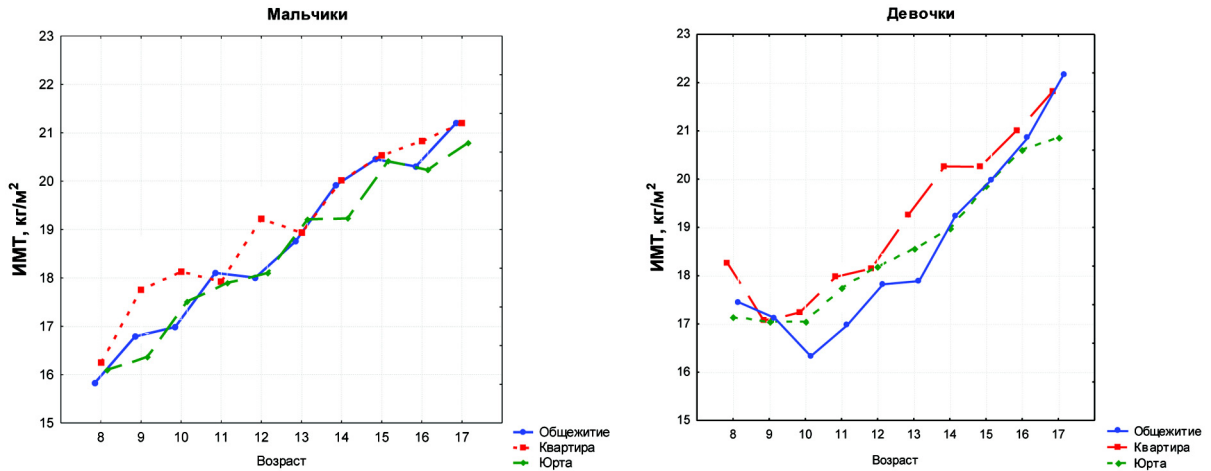 Мальчики
ИМТ, кг/м²
23
22
21
20
19
18
17
16
15
8 9 10 11 12 13 14 15 16 17
Возраст
Общежитие
Квартира
Юрта
Девочки
ИМТ, кг/м²
23
22
21
20
19
18
17
16
15
8 9 10 11 12 13 14 15 16 17
Возраст
Общежитие
Квартира
Юрта